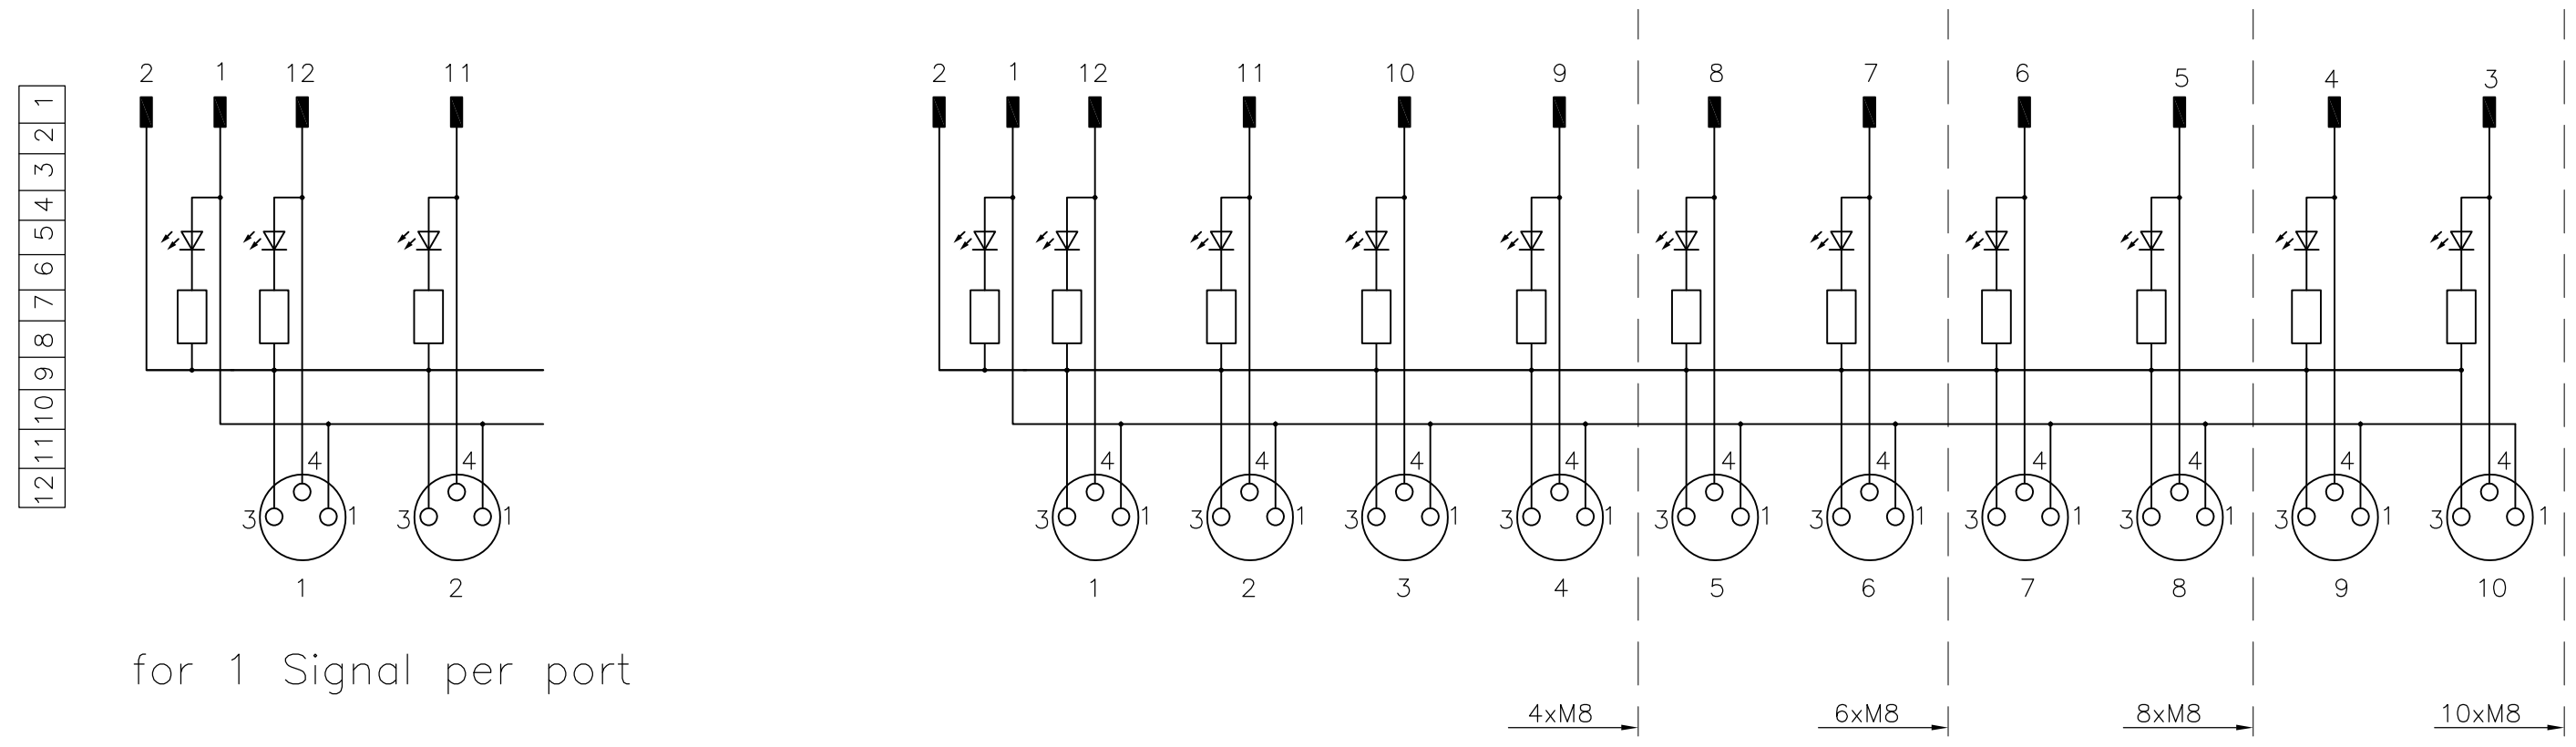 2 1 12 11
2 1 12 11 10 9 8 7 6 5 4 3
1
2
3
4
5
6
7
8
9
10
11
12
4 4
3 1 3 1
1 2
4 4 4 4 4 4 4 4 4 4
3 1 3 1 3 1 3 1 3 1 3 1 3 1 3 1 3 1 3 1
1 2 3 4 5 6 7 8 9 10
for 1 Signal per port
4xM8 6xM8 8xM8 10xM8